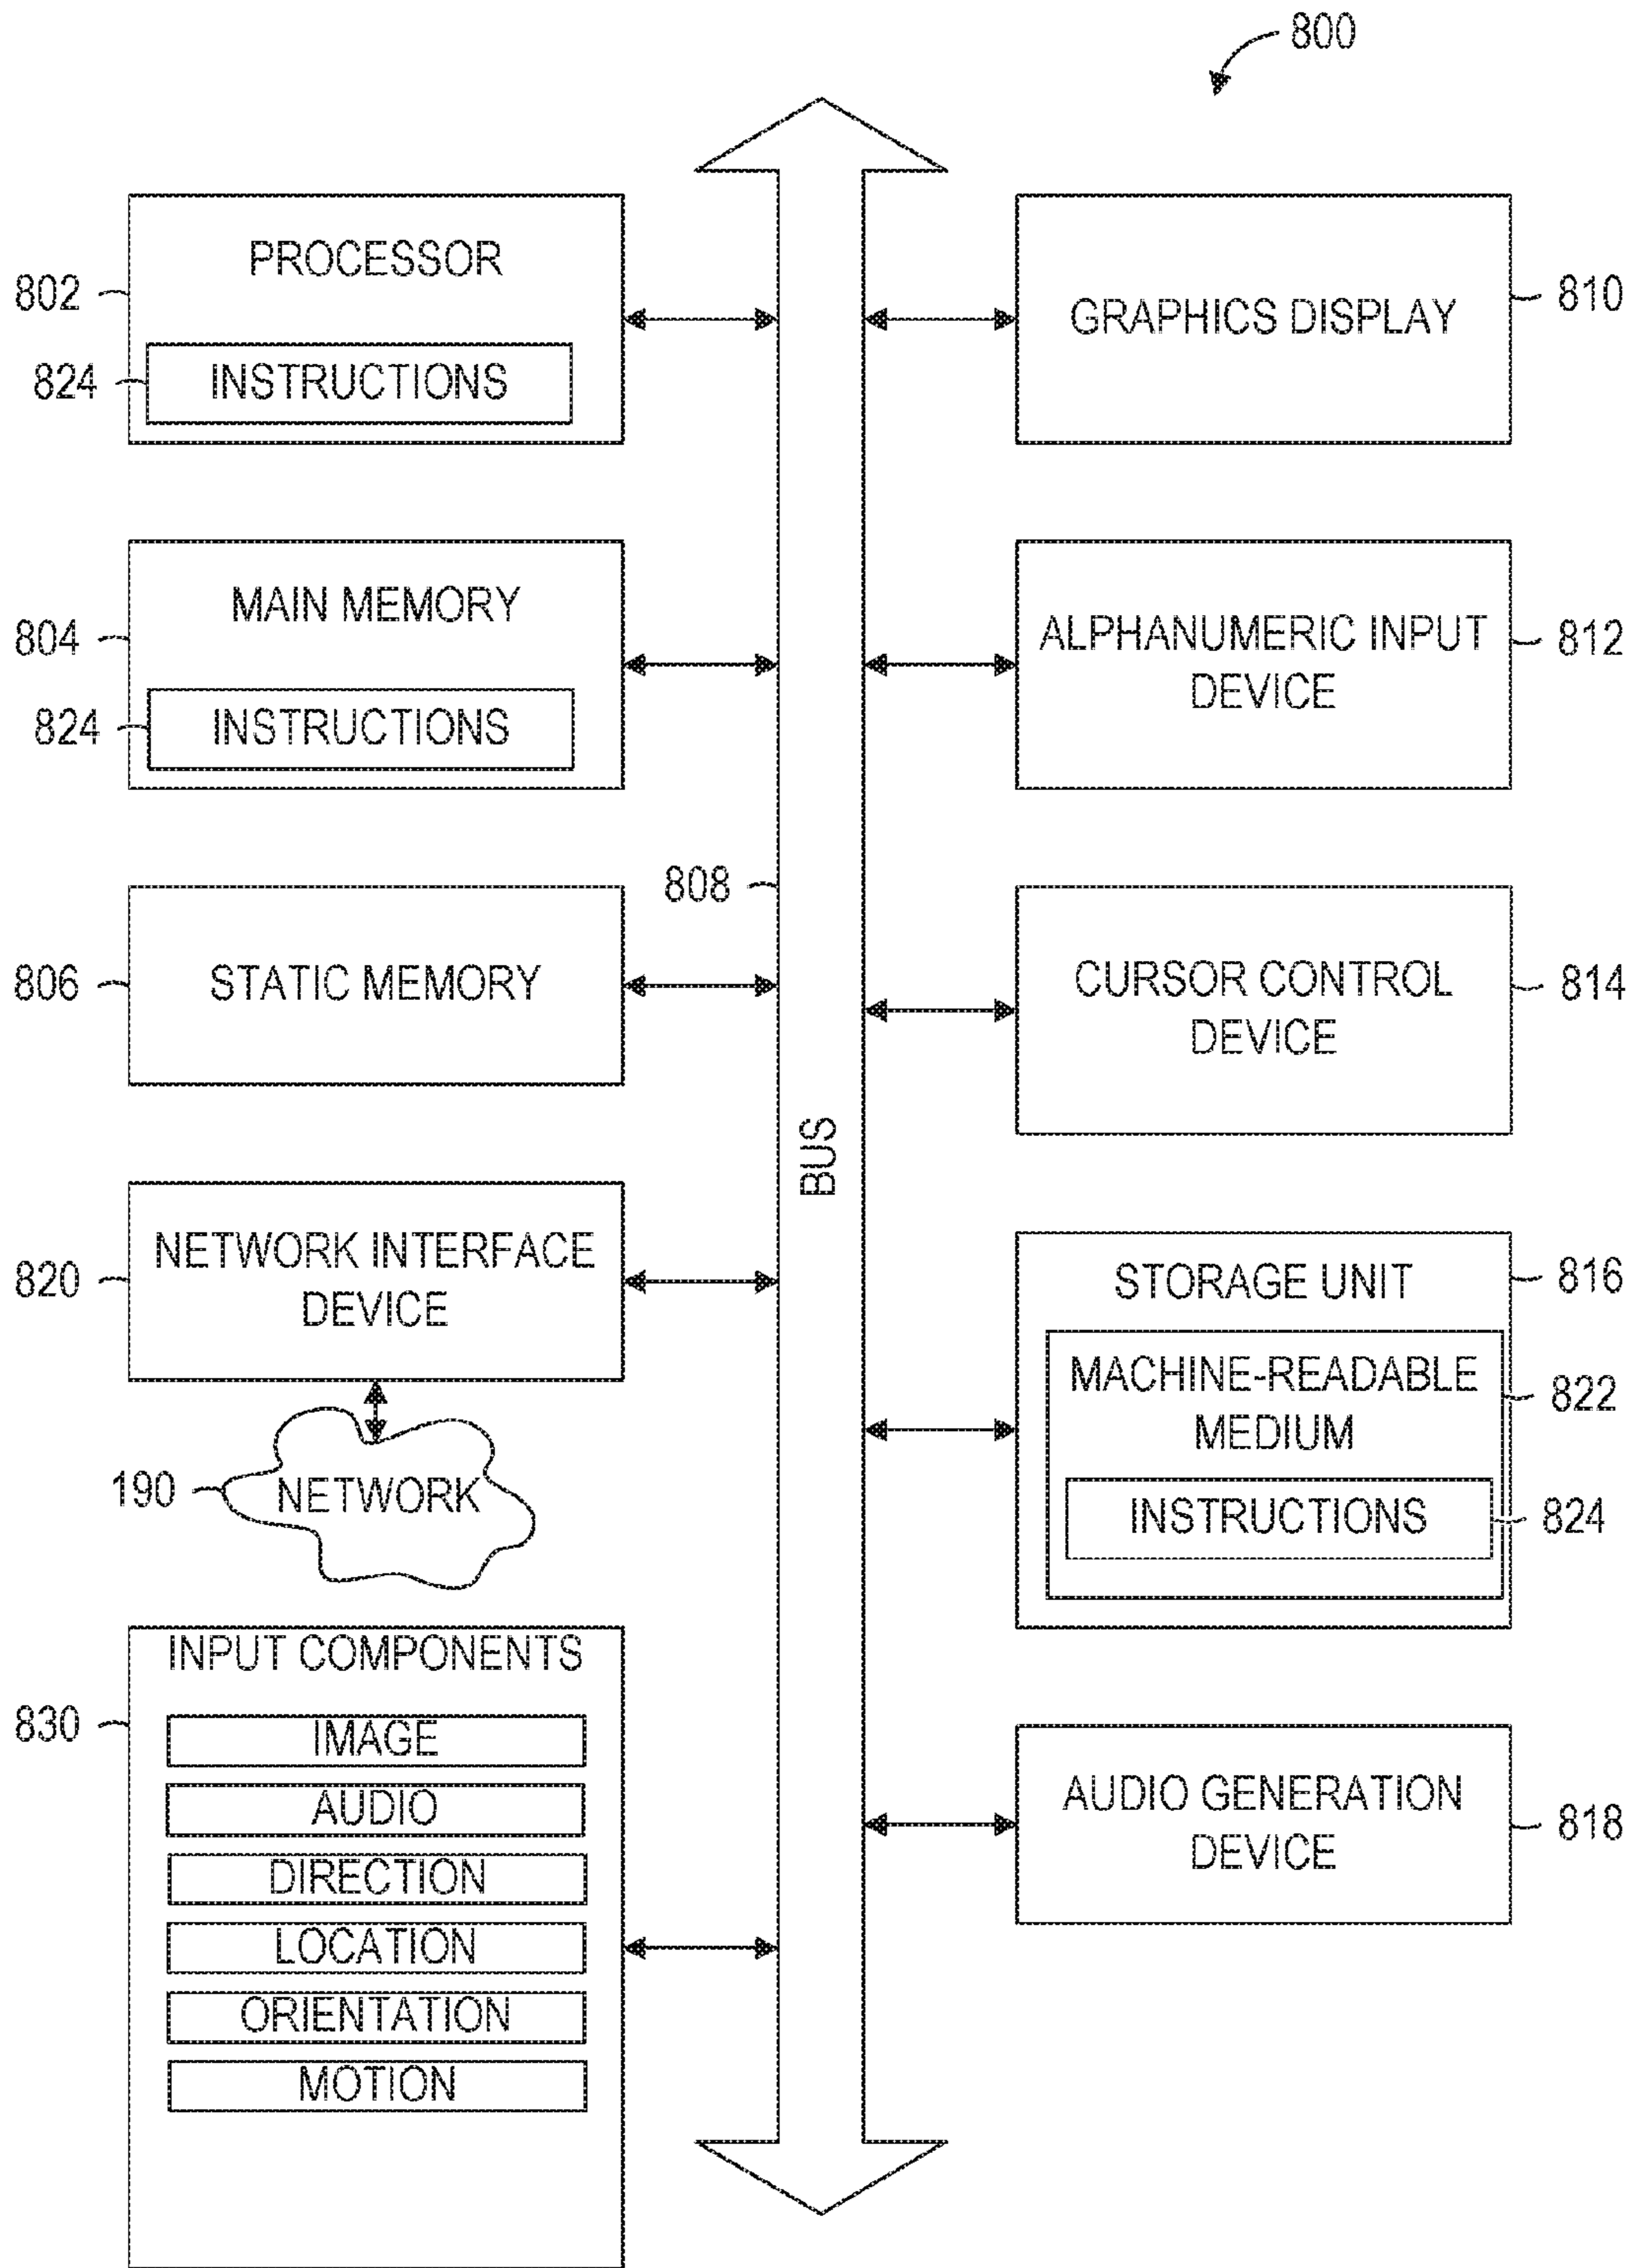 800
PROCESSOR
802
824
INSTRUCTIONS
MAIN MEMORY
804
824
INSTRUCTIONS
STATIC MEMORY
806
NETWORK INTERFACE
DEVICE
820
190
NETWORK
INPUT COMPONENTS
830
IMAGE
AUDIO
DIRECTION
LOCATION
ORIENTATION
MOTION
808
BUS
GRAPHICS DISPLAY
810
ALPHANUMERIC INPUT
DEVICE
812
CURSOR CONTROL
DEVICE
814
STORAGE UNIT
816
MACHINE-READABLE
MEDIUM
822
INSTRUCTIONS
824
AUDIO GENERATION
DEVICE
818